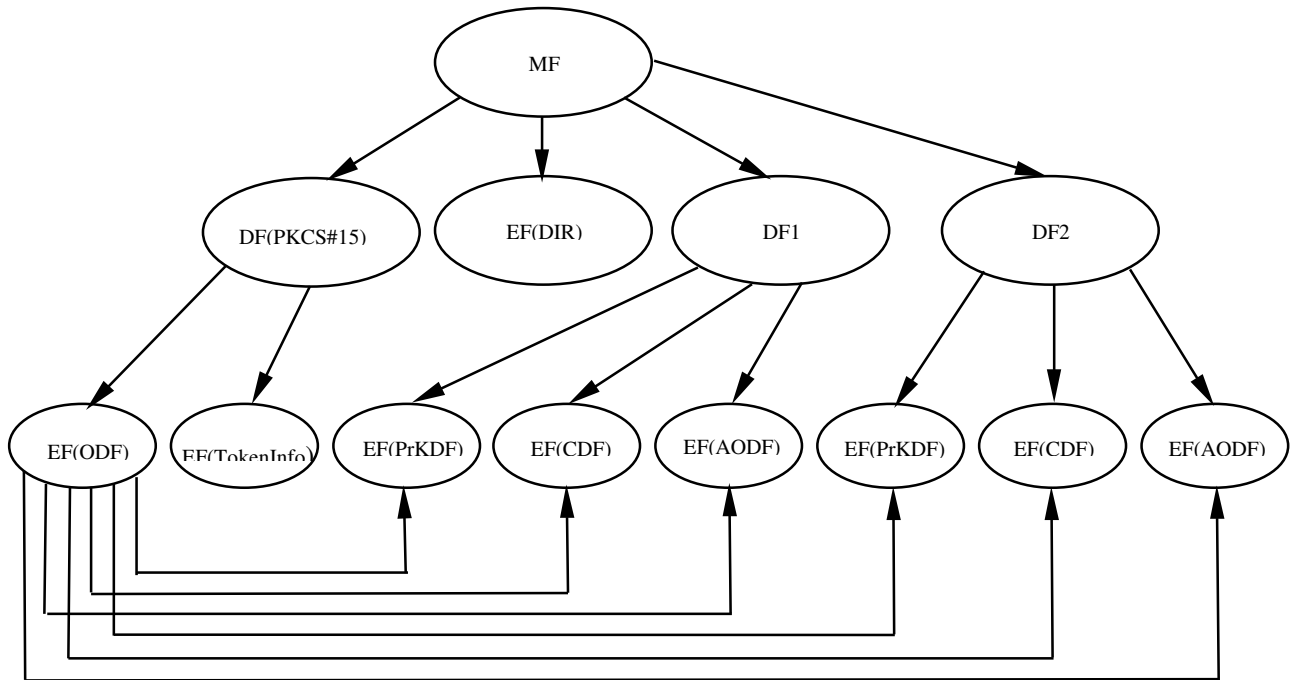 MF
DF(PKCS#15)
EF(DIR)
DF1
DF2
EF(ODF)
EF(TokenInfo)
EF(PrKDF)
EF(CDF)
EF(AODF)
EF(PrKDF)
EF(CDF)
EF(AODF)